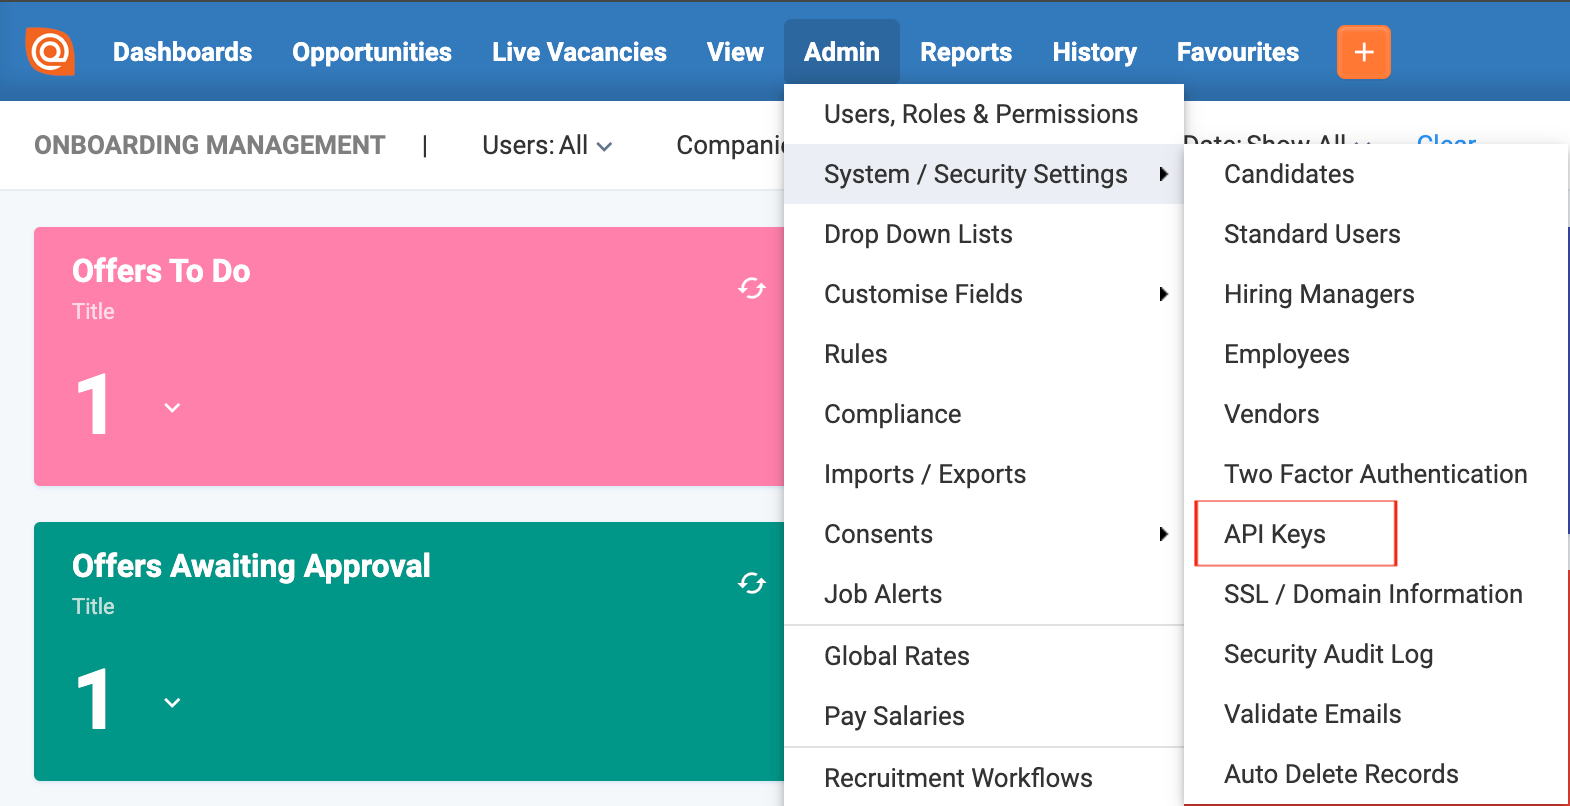 Dashboards Opportunities Live Vacancies View Admin Reports History Favourites +
ONBOARDING MANAGEMENT | Users: All
Offers To Do
Title
1
Offers Awaiting Approval
Title
1
Users, Roles & Permissions
System / Security Settings
Drop Down Lists
Customise Fields
Rules
Compliance
Imports / Exports
Consents
Job Alerts
Global Rates
Pay Salaries
Recruitment Workflows
Date: Show All Clear
Candidates
Standard Users
Hiring Managers
Employees
Vendors
Two Factor Authentication
API Keys
SSL / Domain Information
Security Audit Log
Validate Emails
Auto Delete Records